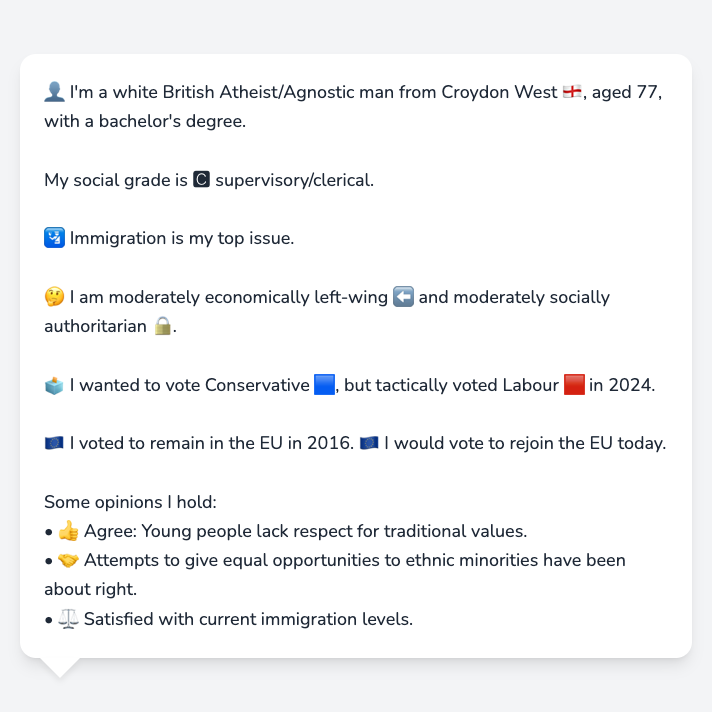 👤 I'm a white British Atheist/Agnostic man from Croydon West 🏴󠁧󠁢󠁥󠁮󠁧󠁿, aged 77,
with a bachelor's degree.
My social grade is 🅲 supervisory/clerical.
🛂 Immigration is my top issue.
🤔 I am moderately economically left-wing ⬅️ and moderately socially
authoritarian 🔒.
🗳️ I wanted to vote Conservative 🟦, but tactically voted Labour 🟥 in 2024.
🇪🇺 I voted to remain in the EU in 2016. 🇪🇺 I would vote to rejoin the EU today.
Some opinions I hold:
• 👍 Agree: Young people lack respect for traditional values.
• 🤝 Attempts to give equal opportunities to ethnic minorities have been
about right.
• ⚖️ Satisfied with current immigration levels.